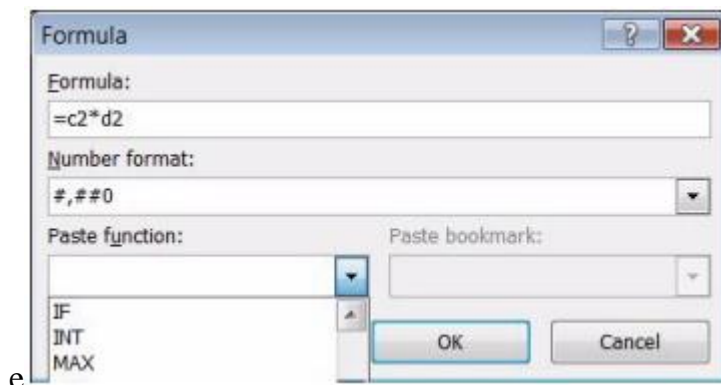 Formula
Formula:
=c2*d2
Number format:
#,##0
Paste function: Paste bookmark:
IF
INT
MAX
OK Cancel
e